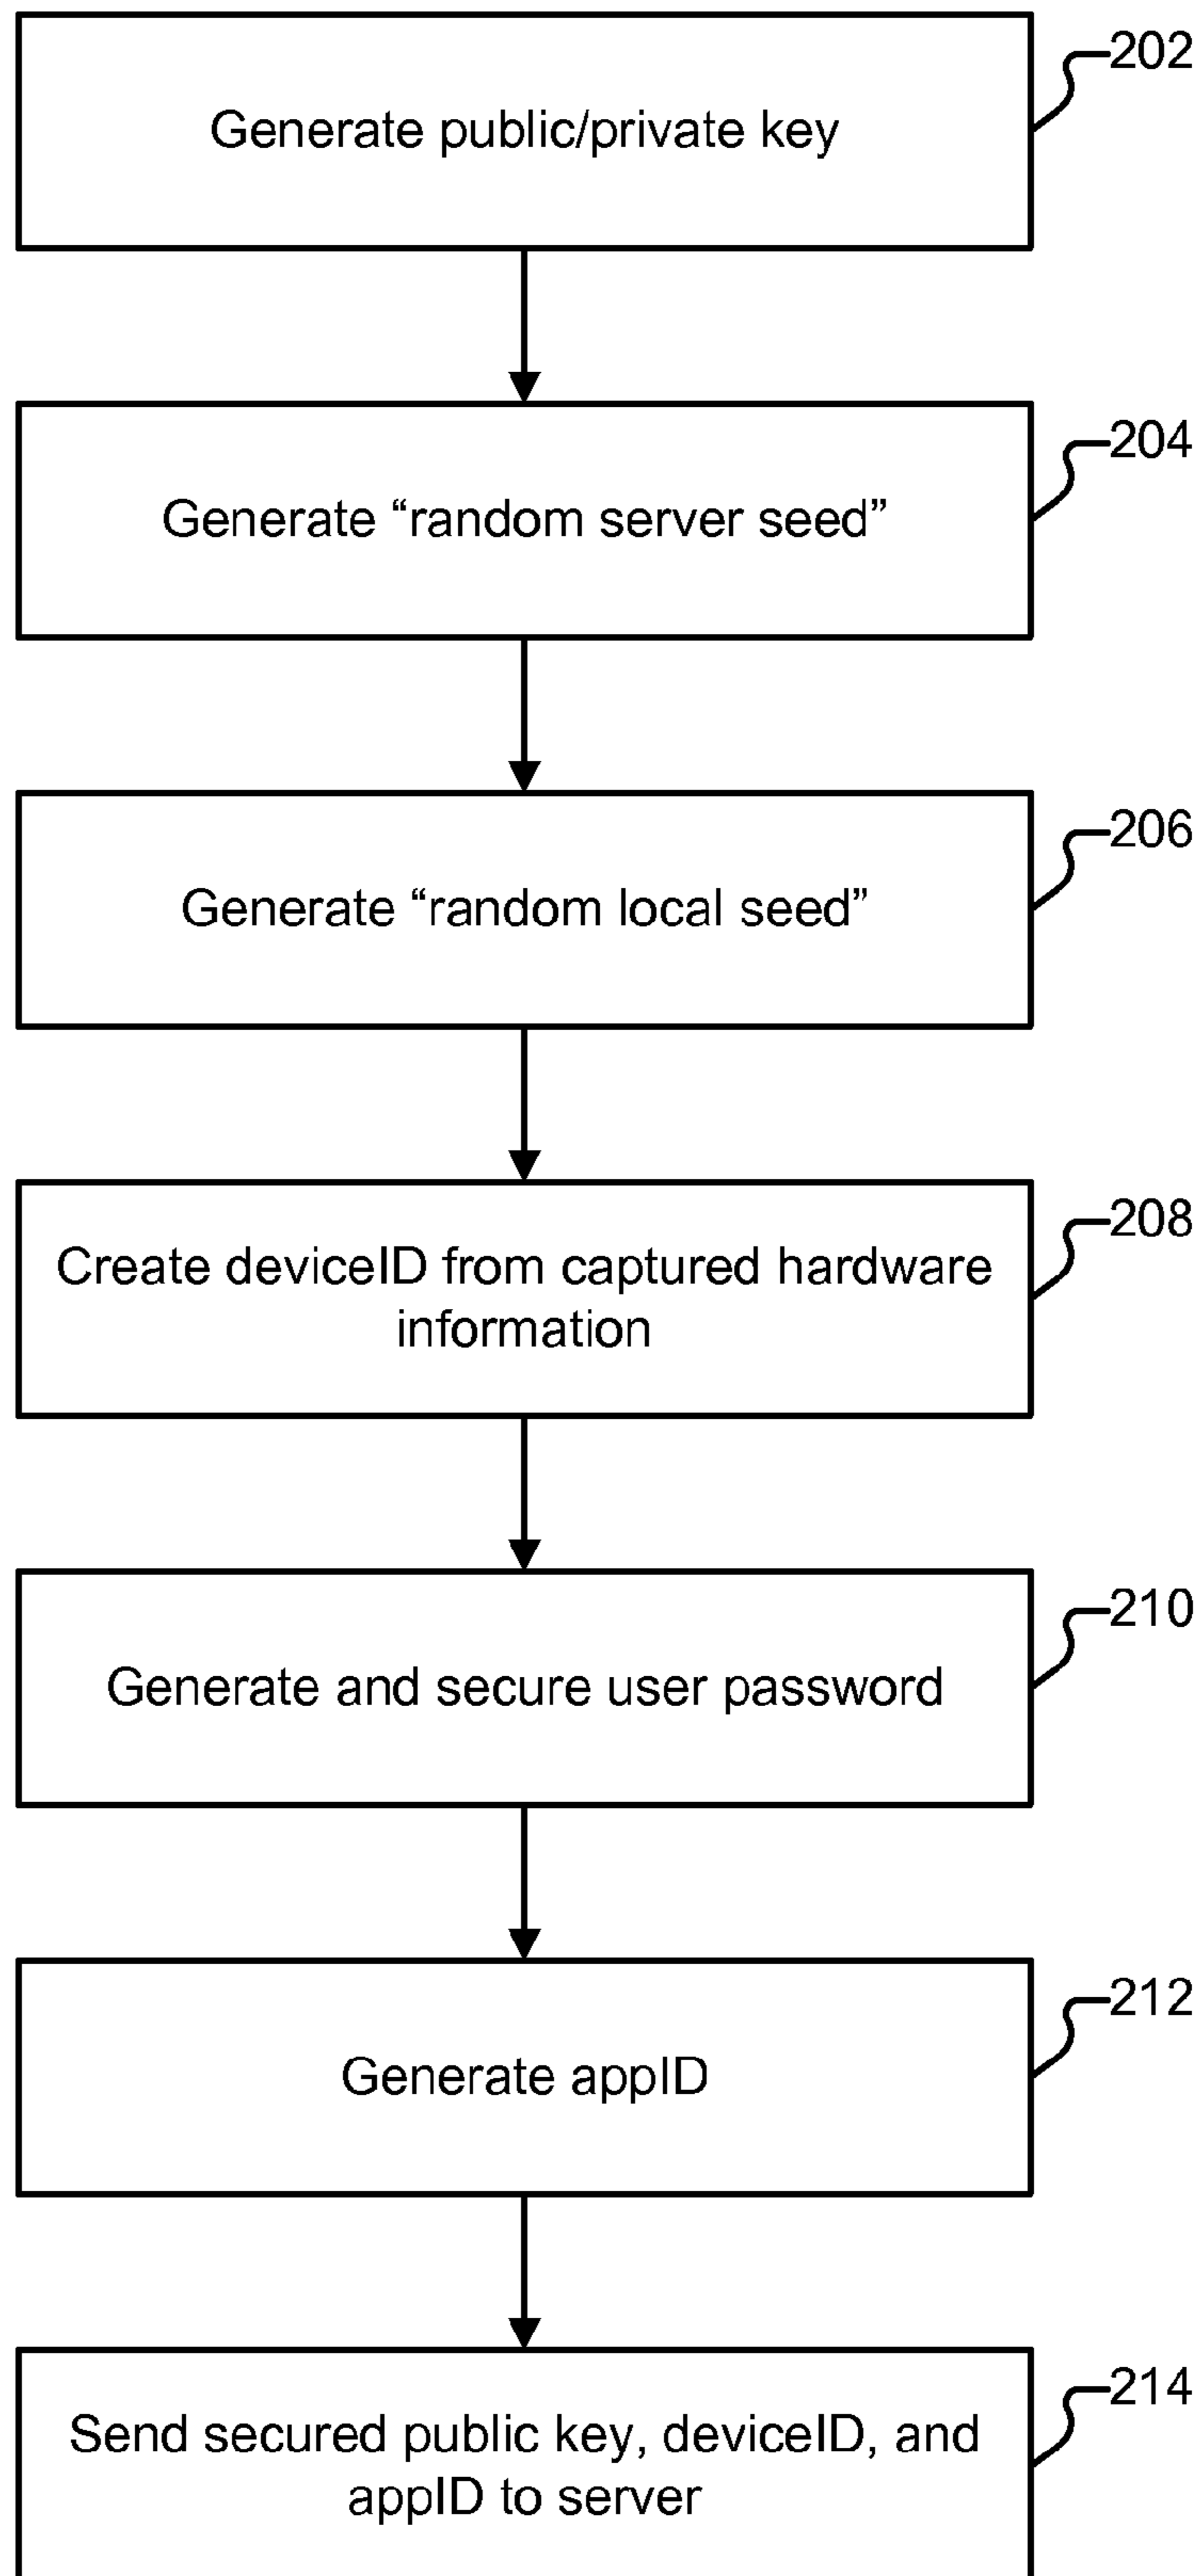 202
Generate public/private key
204
Generate “random server seed”
206
Generate “random local seed”
208
Create deviceID from captured hardware
information
210
Generate and secure user password
212
Generate appID
214
Send secured public key, deviceID, and
appID to server